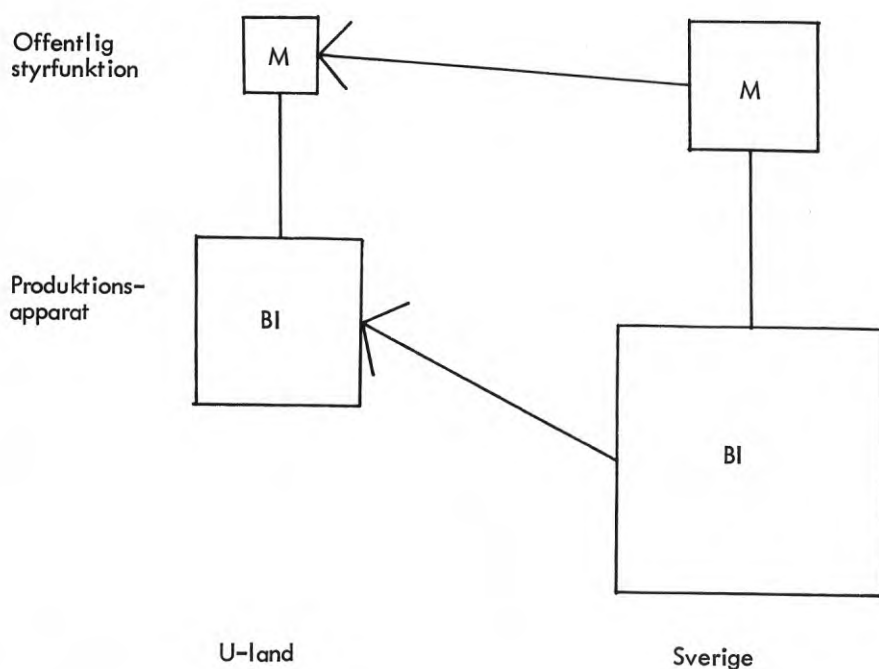 Offentlig
styrfunktion
M
M
Produktions-
apparat
BI
BI
U-land
Sverige